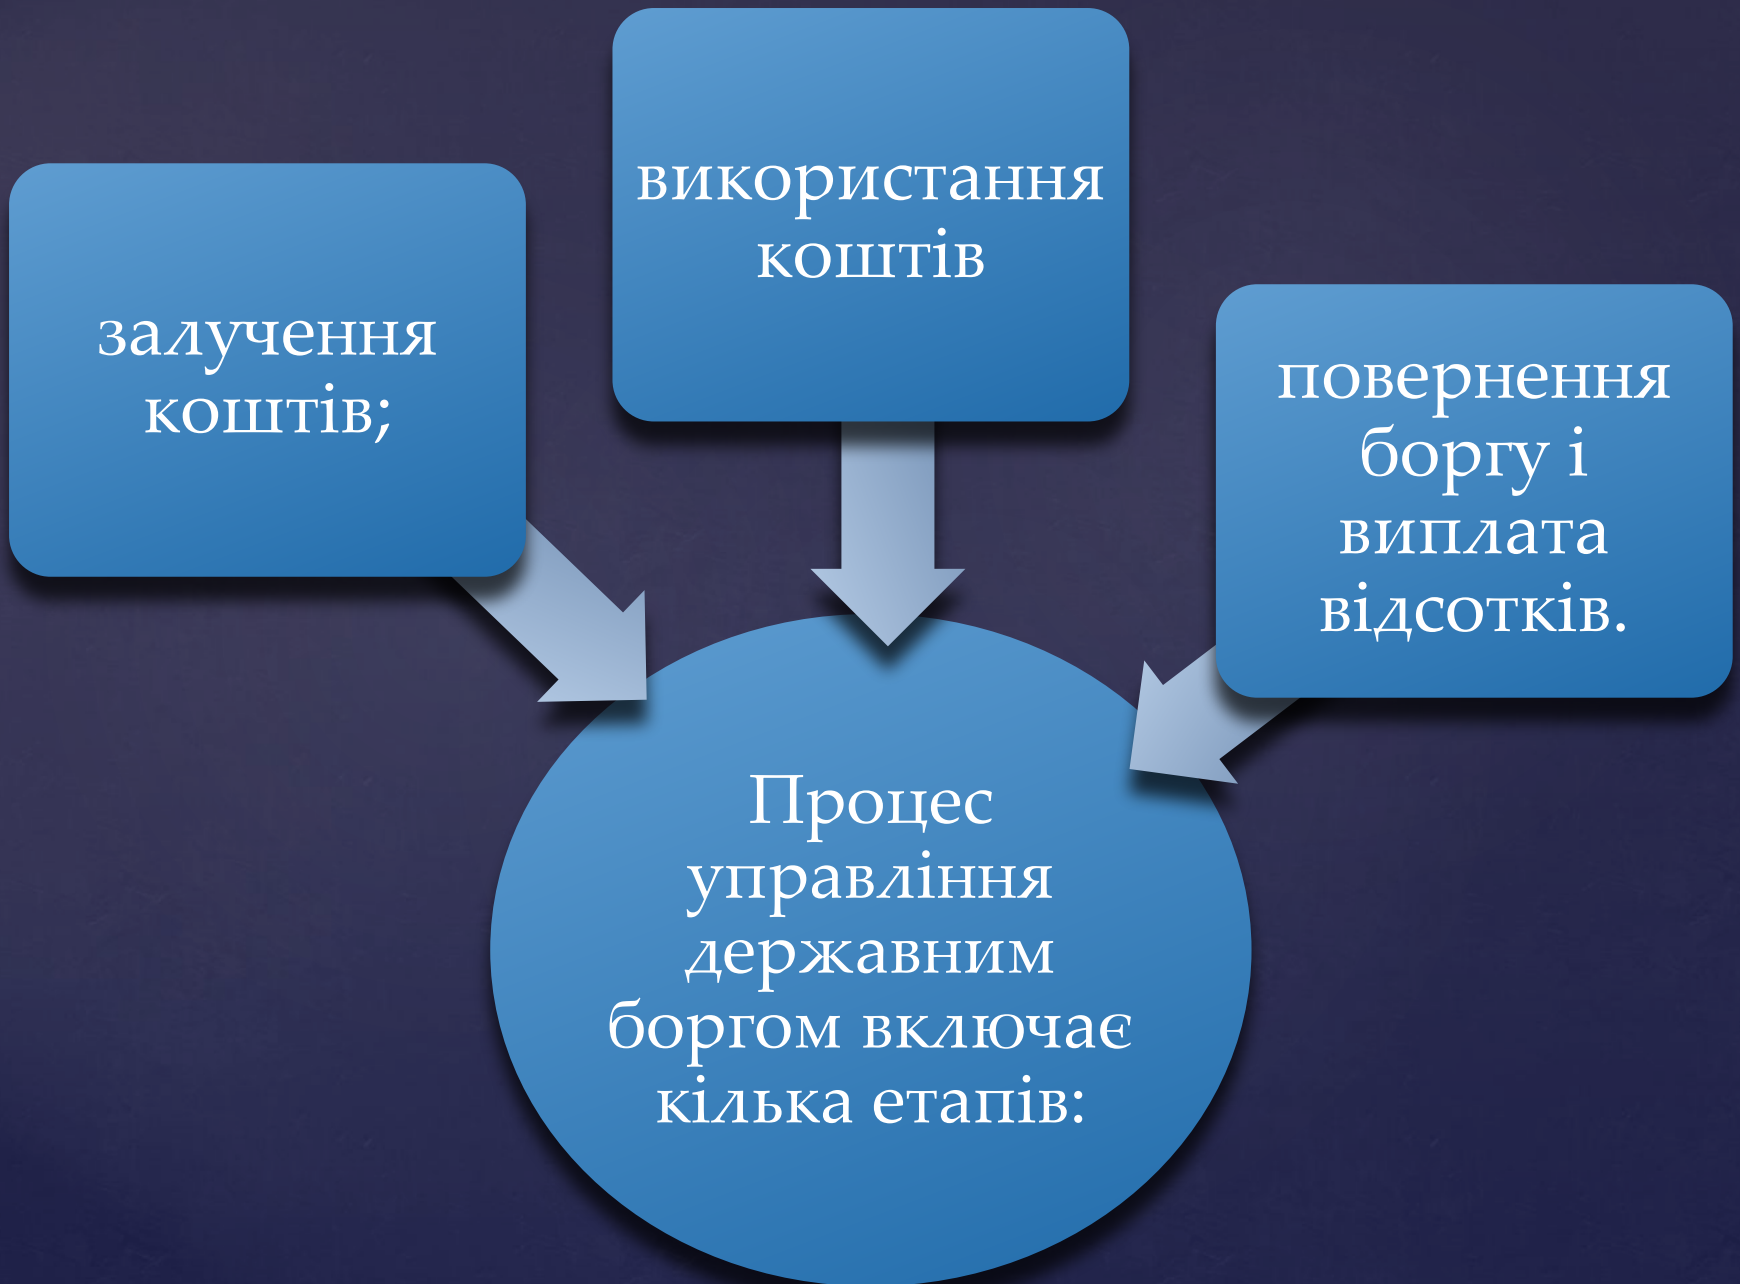 залучення
коштів;
використання
коштів
повернення
боргу і
виплата
відсотків.
Процес
управління
державним
боргом включає
кілька етапів: